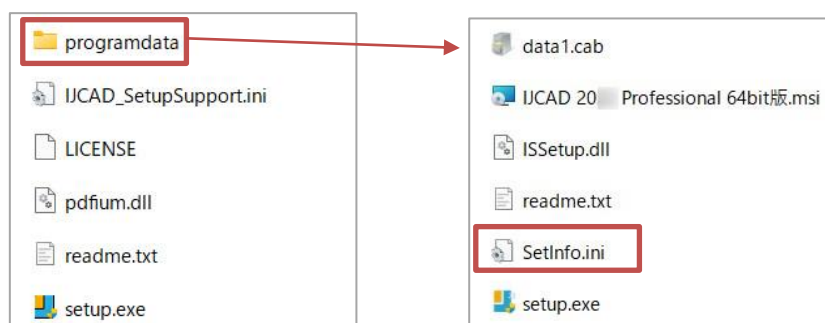 programdata
IJCAD_SetupSupport.ini
LICENSE
pdfium.dll
readme.txt
setup.exe
data1.cab
IJCAD 20 Professional 64bit版.msi
ISSetup.dll
readme.txt
SetInfo.ini
setup.exe